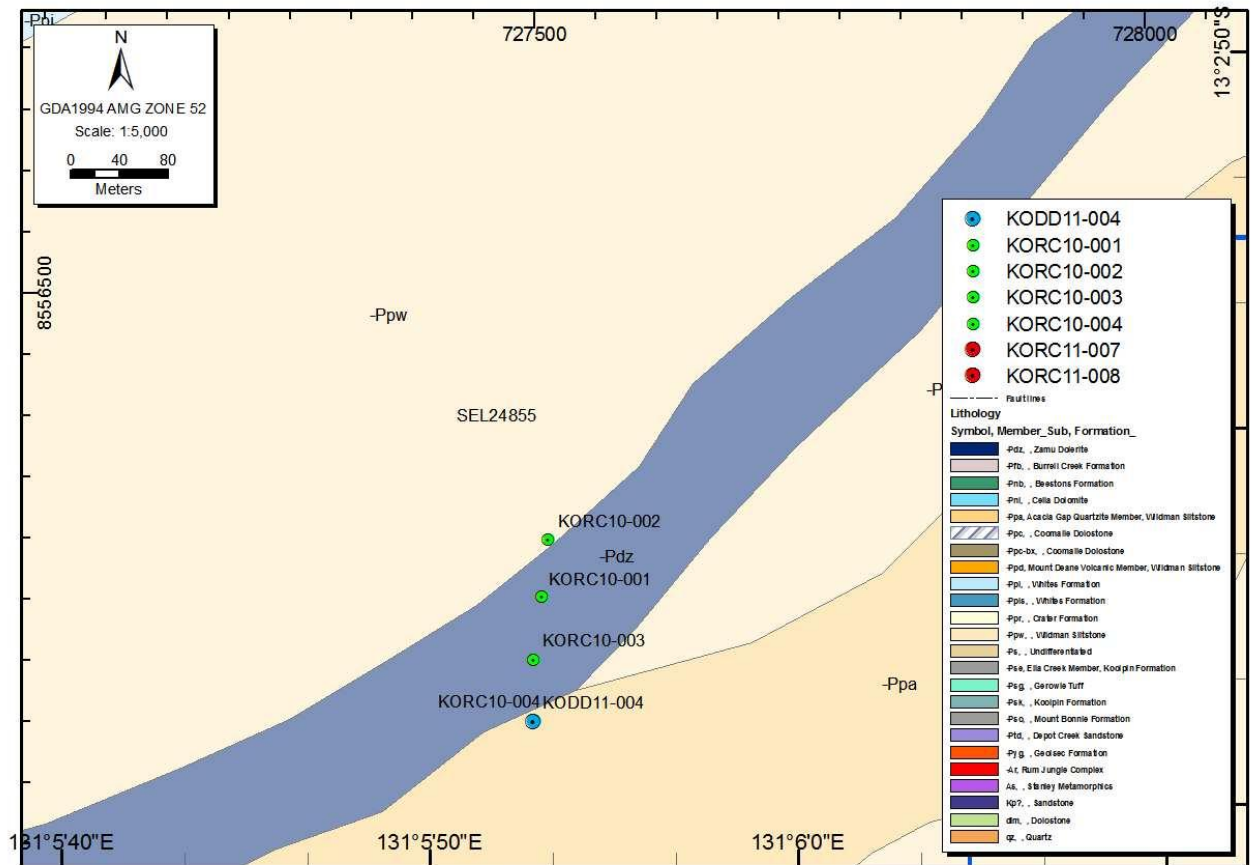 -Ppi
727500
728000
13°2'50"S
N
GDA1994 AMG ZONE 52
Scale: 1:5,000
0 40 80
Meters
8556500
-Ppw
SEL24855
KORC10-002
-Pdz
KORC10-001
KORC10-003
KORC10-004
KODD11-004
-Ppa
-P
131°5'40"E
131°5'50"E
131°6'0"E
KODD11-004
KORC10-001
KORC10-002
KORC10-003
KORC10-004
KORC11-007
KORC11-008
Faultlines
Lithology
Symbol, Member_Sub, Formation_
-Pdz, , Zamu Dolerite
-Pfb, , Burrell Creek Formation
-Pnb, , Beestons Formation
-Pnl, , Celia Dolomite
-Ppa, Acacia Gap Quartzite Member, Wildman Siltstone
-Ppc, , Coomalie Dolostone
-Ppc-bx, , Coomalie Dolostone
-Ppd, Mount Deane Volcanic Member, Wildman Siltstone
-Ppi, , Whites Formation
-Ppis, , Whites Formation
-Ppr, , Crater Formation
-Ppw, , Wildman Siltstone
-Ps, , Undifferentiated
-Pse, Ella Creek Member, Koolpin Formation
-Psg, , Gerowie Tuff
-Psk, , Koolpin Formation
-Pso, , Mount Bonnie Formation
-Ptd, , Depot Creek Sandstone
-Pyg, , Geolsec Formation
-Ar, Rum Jungle Complex
As, , Stanley Metamorphics
Kp?, , Sandstone
dlm, , Dolostone
qz, , Quartz